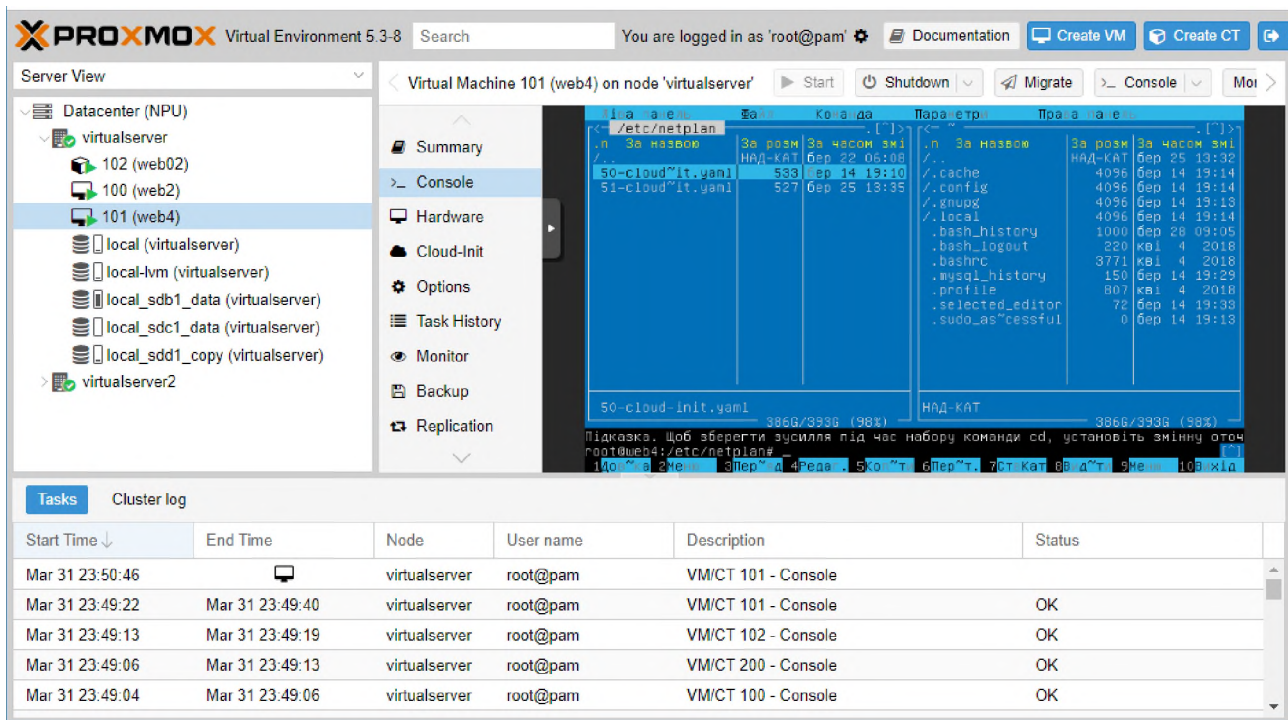 PROXMOX Virtual Environment 5.3-8 Search You are logged in as 'root@pam' Documentation Create VM Create CT
Server View
Virtual Machine 101 (web4) on node 'virtualserver' Start Shutdown Migrate >_ Console
Datacenter (NPU)
virtualserver
102 (web02)
100 (web2)
101 (web4)
local (virtualserver)
local-lvm (virtualserver)
local_sdb1_data (virtualserver)
local_sdc1_data (virtualserver)
local_sdd1_copy (virtualserver)
virtualserver2
Summary
>_ Console
Hardware
Cloud-Init
Options
Task History
Monitor
Backup
Replication
/etc/netplan
.п За назвою За розм За часом змі
/.. НАД-КАТ бер 22 06:08
50-cloud~it.yaml 533 14 19:10
51-cloud~it.yaml 527 бер 25 13:35
50-cloud-init.yaml
386G/393G (98%)
<─ ~
.п За назвою За розм За часом змі
/.. НАД-КАТ бер 25 13:32
/.cache 4096 бер 14 19:14
/.config 4096 бер 14 19:14
/.gnupg 4096 бер 14 19:13
/.local 4096 бер 14 19:14
.bash_history 1000 бер 28 09:05
.bash_logout 220 кві 4 2018
.bashrc 3771 кві 4 2018
.mysql_history 150 бер 14 19:29
.profile 807 кві 4 2018
.selected_editor 72 бер 14 19:33
.sudo_as~cessful 0 бер 14 19:13
НАД-КАТ
386G/393G (98%)
Підказка. Щоб зберегти зусилля під час набору команди cd, установіть змінну оточ
root@web4:/etc/netplan# _
Tasks Cluster log
Start Time End Time Node User name Description Status
Mar 31 23:50:46 virtualserver root@pam VM/CT 101 - Console
Mar 31 23:49:22 Mar 31 23:49:40 virtualserver root@pam VM/CT 101 - Console OK
Mar 31 23:49:13 Mar 31 23:49:19 virtualserver root@pam VM/CT 102 - Console OK
Mar 31 23:49:06 Mar 31 23:49:13 virtualserver root@pam VM/CT 200 - Console OK
Mar 31 23:49:04 Mar 31 23:49:06 virtualserver root@pam VM/CT 100 - Console OK